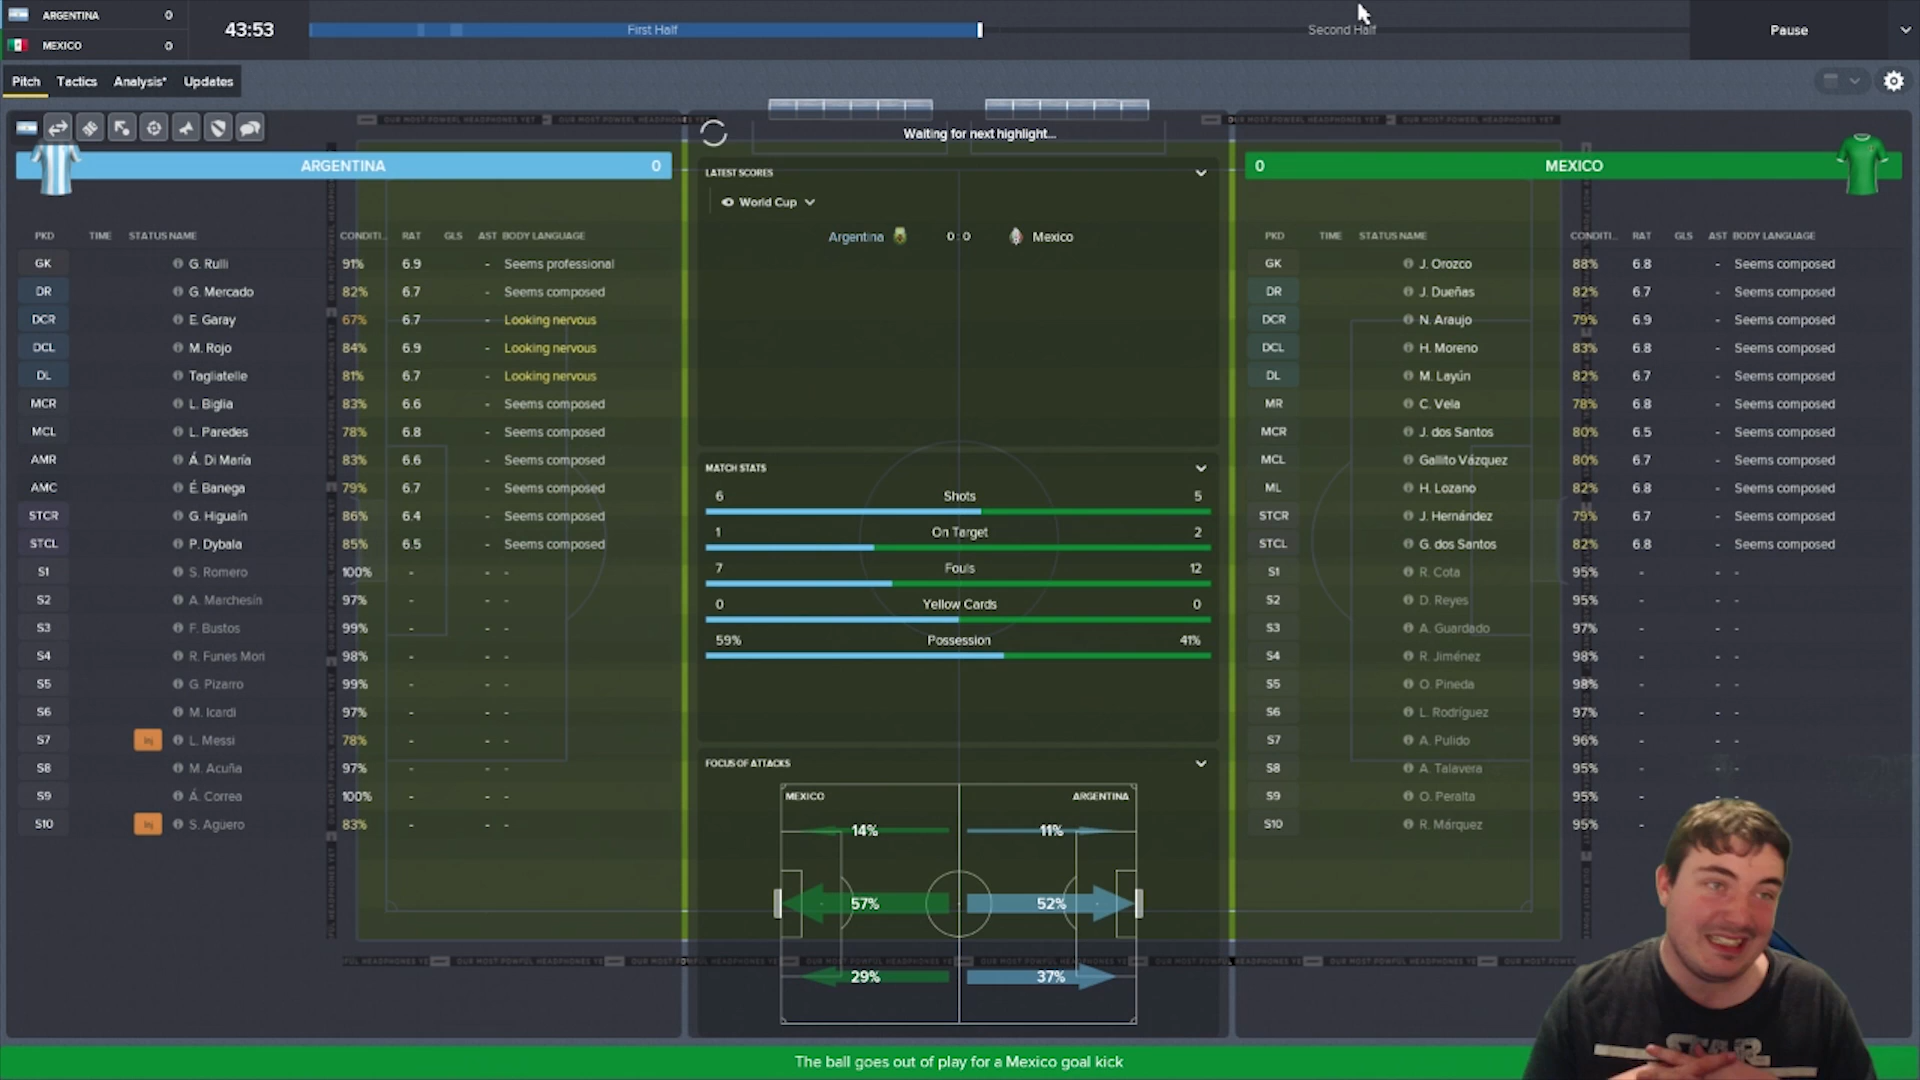 ARGENTINA 0
MEXICO 0
43:53
First Half
Second Half
Pause
Pitch Tactics Analysis* Updates
Waiting for next highlight...
ARGENTINA 0
PKD TIME STATUS NAME CONDITI... RAT GLS AST BODY LANGUAGE
GK G. Rulli 91% 6.9 - Seems professional
DR G. Mercado 82% 6.7 - Seems composed
DCR E. Garay 67% 6.7 - Looking nervous
DCL M. Rojo 84% 6.9 - Looking nervous
DL Tagliatelle 81% 6.7 - Looking nervous
MCR L. Biglia 83% 6.6 - Seems composed
MCL L. Paredes 78% 6.8 - Seems composed
AMR Á. Di María 83% 6.6 - Seems composed
AMC É. Banega 79% 6.7 - Seems composed
STCR G. Higuaín 86% 6.4 - Seems composed
STCL P. Dybala 85% 6.5 - Seems composed
S1 S. Romero 100% - - -
S2 A. Marchesín 97% - - -
S3 F. Bustos 99% - - -
S4 R. Funes Mori 98% - - -
S5 G. Pizarro 99% - - -
S6 M. Icardi 97% - - -
S7 Inj L. Messi 78% - - -
S8 M. Acuña 97% - - -
S9 Á. Correa 100% - - -
S10 Inj S. Agüero 83% - - -
LATEST SCORES
World Cup
Argentina 0 : 0 Mexico
MATCH STATS
6 Shots 5
1 On Target 2
7 Fouls 12
0 Yellow Cards 0
59% Possession 41%
FOCUS OF ATTACKS
MEXICO ARGENTINA
14% 11%
57% 52%
29% 37%
0 MEXICO
PKD TIME STATUS NAME CONDITI... RAT GLS AST BODY LANGUAGE
GK J. Orozco 88% 6.8 - Seems composed
DR J. Dueñas 82% 6.7 - Seems composed
DCR N. Araujo 79% 6.9 - Seems composed
DCL H. Moreno 83% 6.8 - Seems composed
DL M. Layún 82% 6.7 - Seems composed
MR C. Vela 78% 6.8 - Seems composed
MCR J. dos Santos 80% 6.5 - Seems composed
MCL Gallito Vázquez 80% 6.7 - Seems composed
ML H. Lozano 82% 6.8 - Seems composed
STCR J. Hernández 79% 6.7 - Seems composed
STCL G. dos Santos 82% 6.8 - Seems composed
S1 R. Cota 95% - - -
S2 D. Reyes 95% - - -
S3 A. Guardado 97% - - -
S4 R. Jiménez 98% - - -
S5 O. Pineda 98% - - -
S6 L. Rodríguez 97% - - -
S7 A. Pulido 96% - - -
S8 A. Talavera 95% - - -
S9 O. Peralta 95% - - -
S10 R. Márquez 95% -
The ball goes out of play for a Mexico goal kick